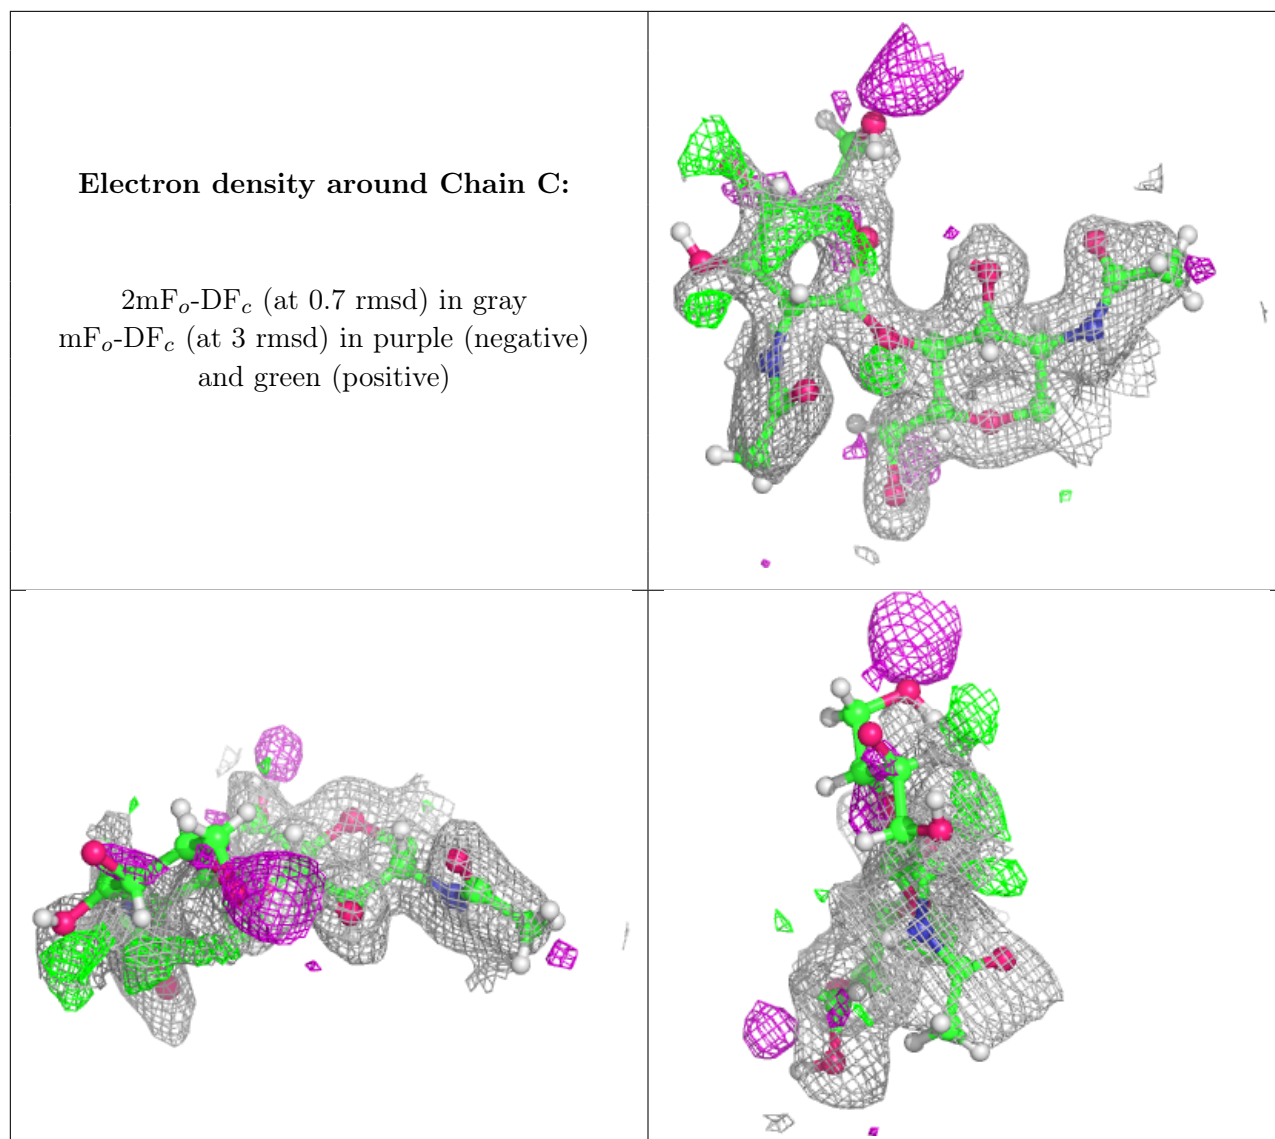 Electron density around Chain C:
2mFₒ-DF𝒸 (at 0.7 rmsd) in gray
mFₒ-DF𝒸 (at 3 rmsd) in purple (negative)
and green (positive)